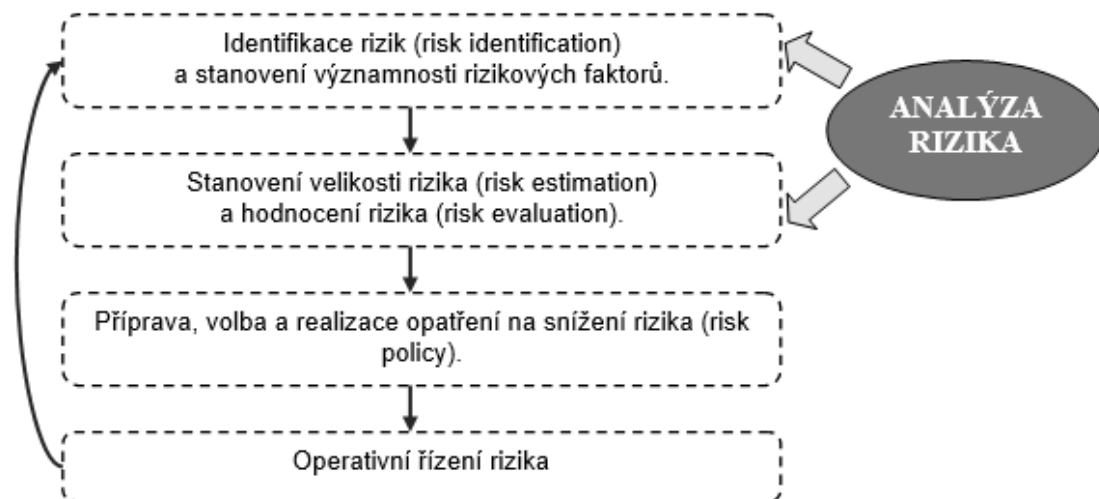 Identifikace rizik (risk identification)
a stanovení významnosti rizikových faktorů.
ANALÝZA
RIZIKA
Stanovení velikosti rizika (risk estimation)
a hodnocení rizika (risk evaluation).
Příprava, volba a realizace opatření na snížení rizika (risk
policy).
Operativní řízení rizika